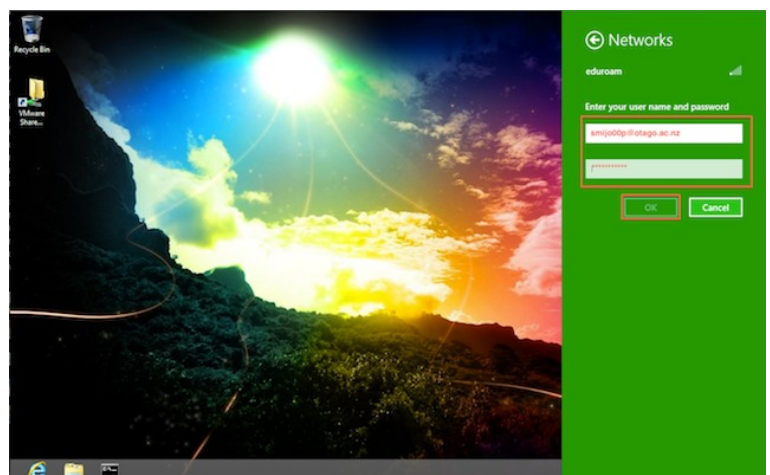 Recycle Bin
VMware
Share...
Networks
eduroam
Enter your user name and password
smijo00p@otago.ac.nz
***********
OK
Cancel